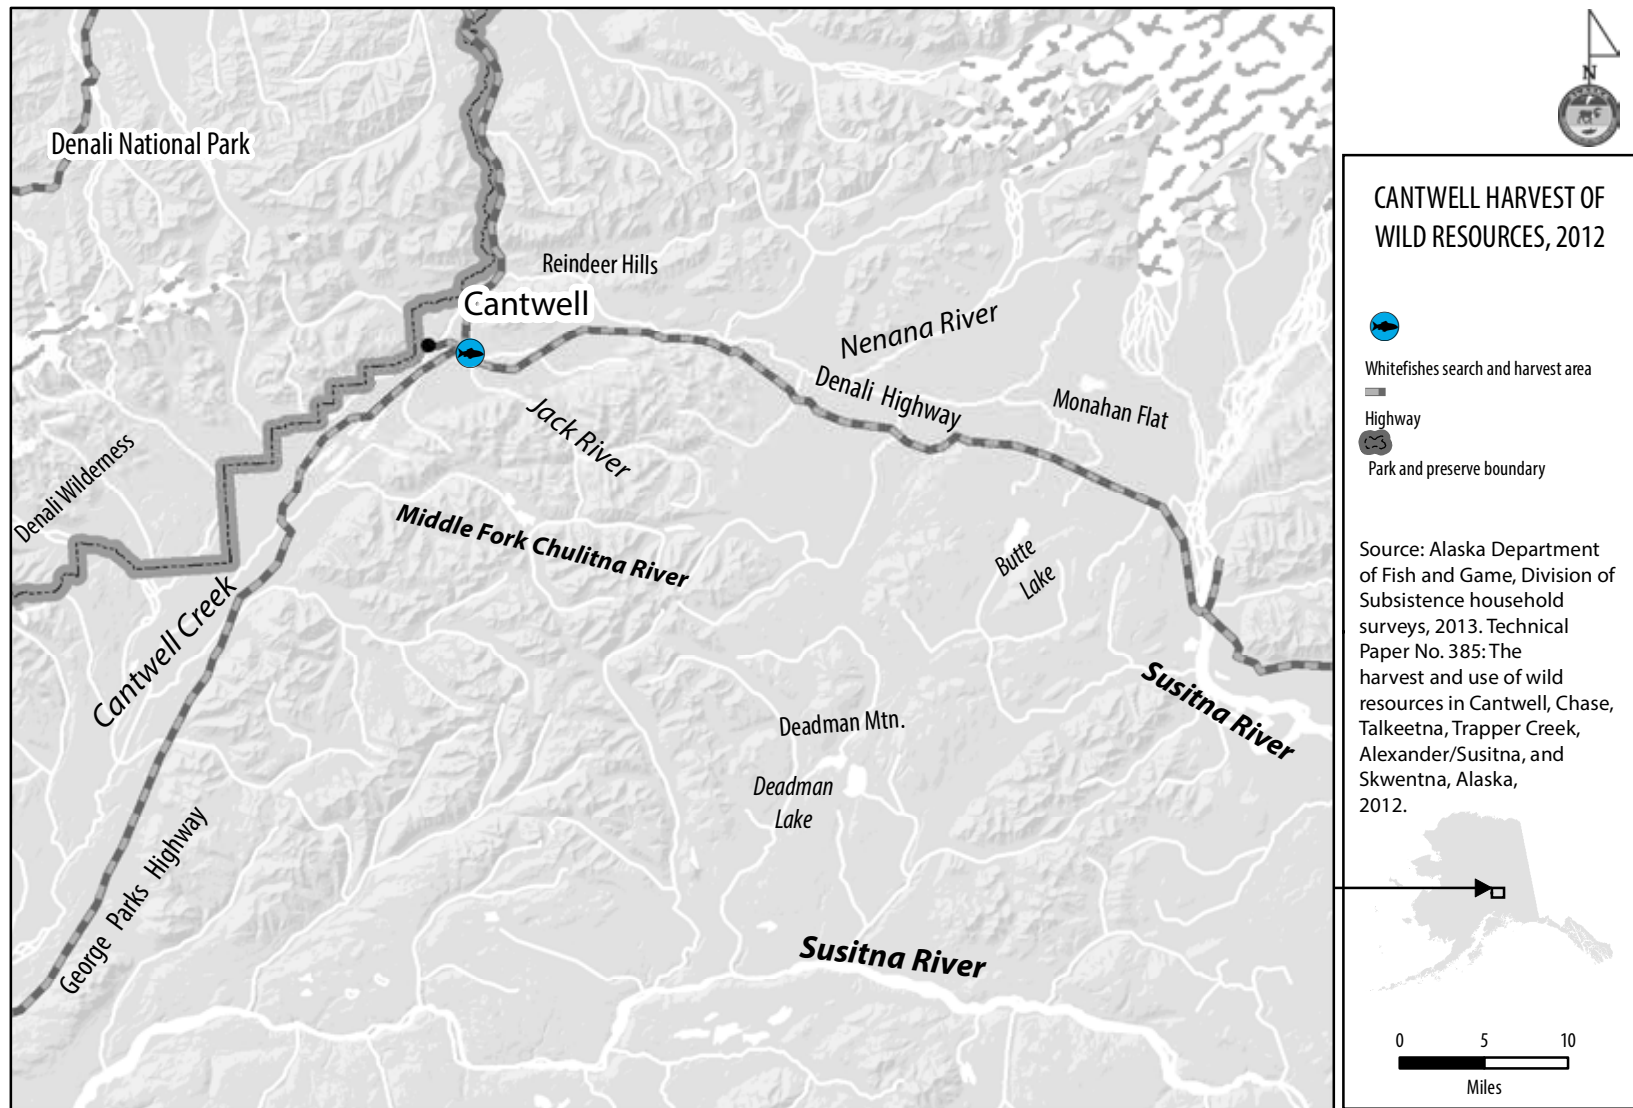 Denali National Park
Reindeer Hills
Cantwell
Nenana River
Denali Highway
Monahan Flat
Jack River
Denali Wilderness
Middle Fork Chulitna River
Butte
Lake
Cantwell Creek
Susitna River
Deadman Mtn.
Deadman
Lake
George Parks Highway
Susitna River
N
ALASKA
CANTWELL HARVEST OF
WILD RESOURCES, 2012
Whitefishes search and harvest area
Highway
Park and preserve boundary
Source: Alaska Department
of Fish and Game, Division of
Subsistence household
surveys, 2013. Technical
Paper No. 385: The
harvest and use of wild
resources in Cantwell, Chase,
Talkeetna, Trapper Creek,
Alexander/Susitna, and
Skwentna, Alaska,
2012.
0 5 10
Miles